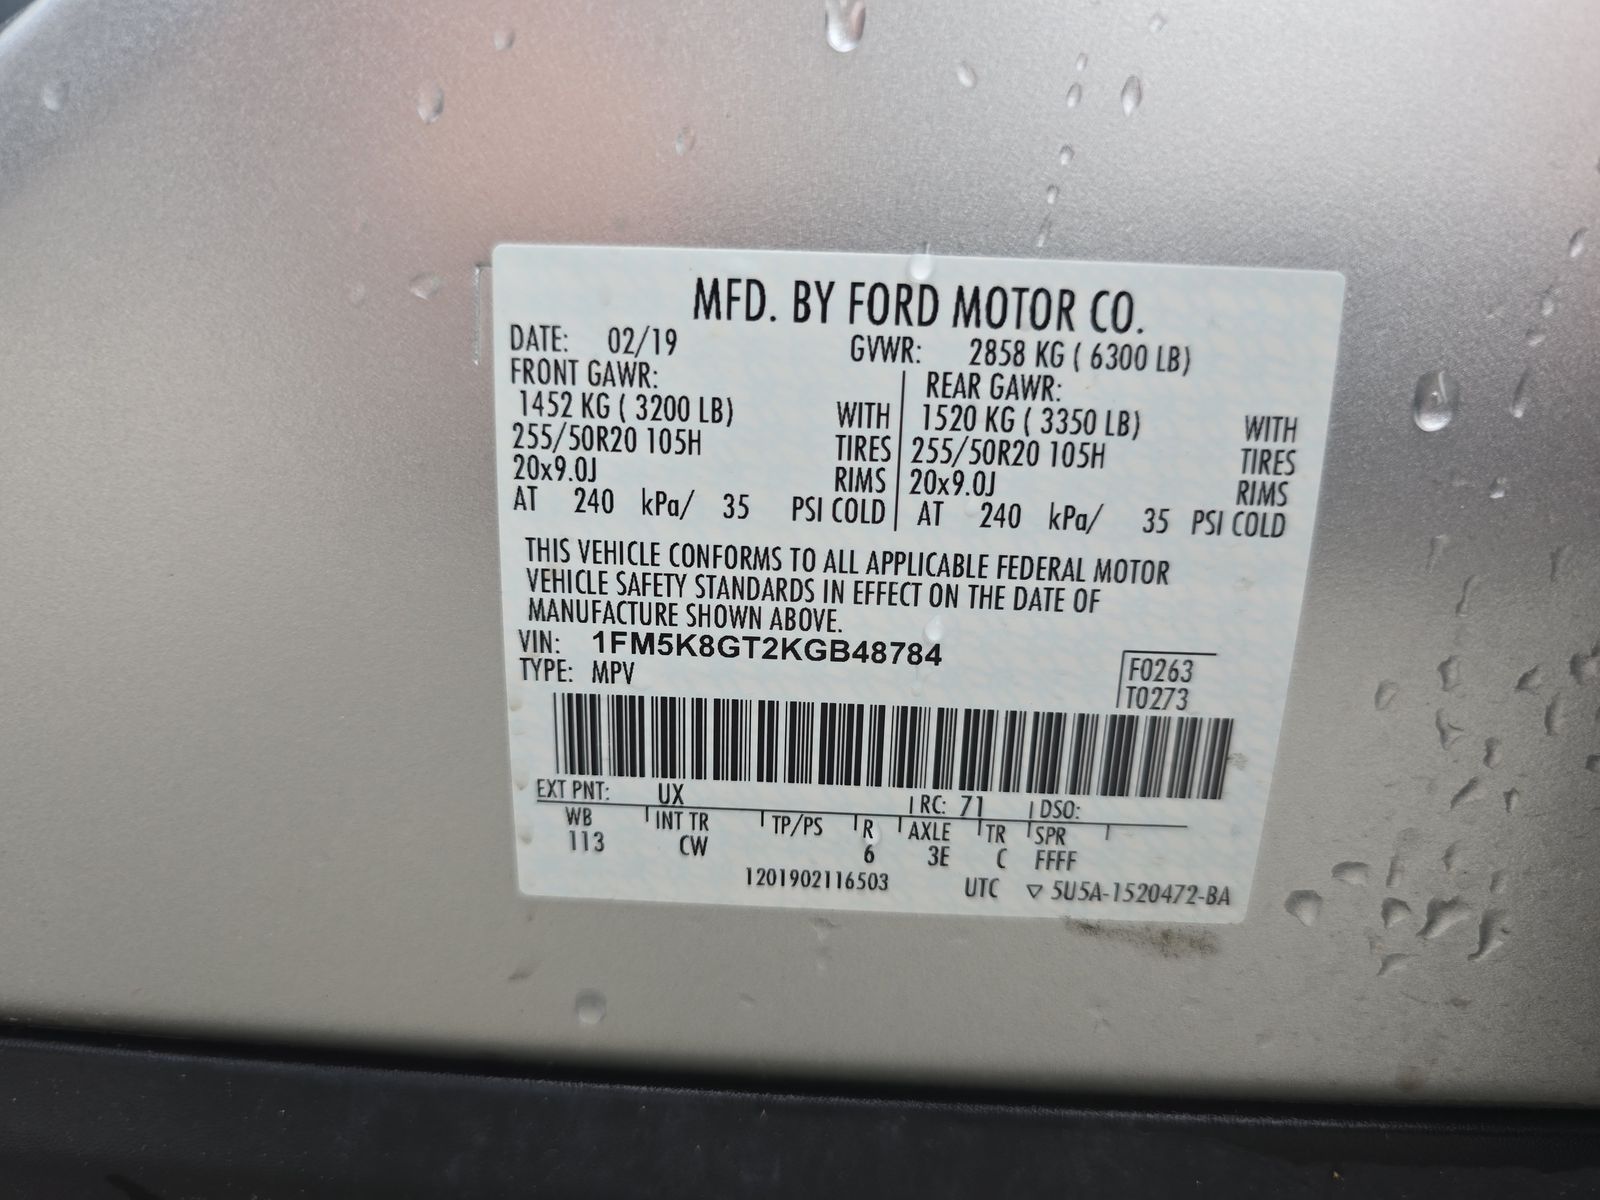 MFD. BY FORD MOTOR CO.
DATE: 02/19 GVWR: 2858 KG ( 6300 LB)
FRONT GAWR: REAR GAWR:
1452 KG ( 3200 LB) WITH 1520 KG ( 3350 LB) WITH
255/50R20 105H TIRES 255/50R20 105H TIRES
20x9.0J RIMS 20x9.0J RIMS
AT 240 kPa/ 35 PSI COLD AT 240 kPa/ 35 PSI COLD
THIS VEHICLE CONFORMS TO ALL APPLICABLE FEDERAL MOTOR
VEHICLE SAFETY STANDARDS IN EFFECT ON THE DATE OF
MANUFACTURE SHOWN ABOVE.
VIN: 1FM5K8GT2KGB48784
TYPE: MPV
F0263
T0273
EXT PNT: UX RC: 71 DSO:
WB INT TR TP/PS R AXLE TR SPR
113 CW 6 3E C FFFF
1201902116503 UTC ▽ 5U5A-1520472-BA